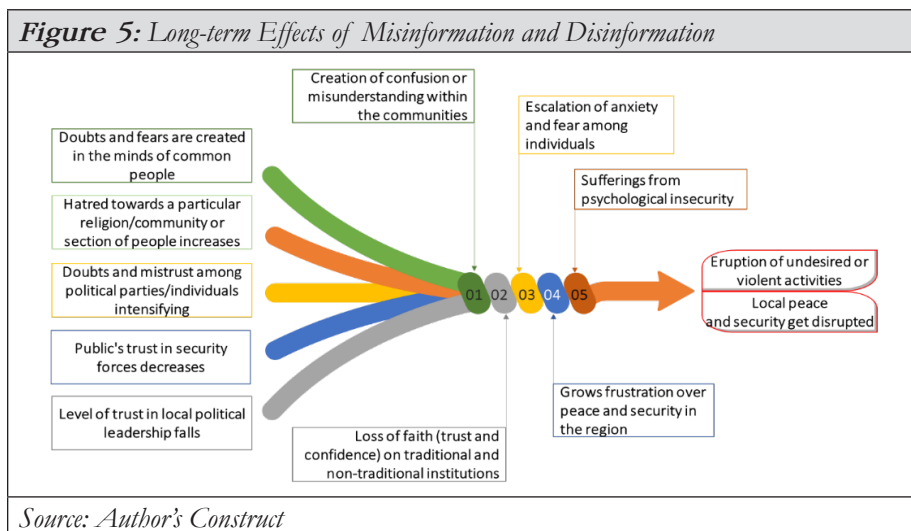 Figure 5: Long-term Effects of Misinformation and Disinformation
Creation of confusion or
misunderstanding within
the communities
Escalation of anxiety
and fear among
individuals
Doubts and fears are created
in the minds of common
people
Sufferings from
psychological insecurity
Hatred towards a particular
religion/community or
section of people increases
Doubts and mistrust among
political parties/individuals
intensifying
Public's trust in security
forces decreases
Level of trust in local political
leadership falls
01 02 03 04 05
Eruption of undesired or
violent activities
Local peace
and security get disrupted
Grows frustration over
peace and security in
the region
Loss of faith (trust and
confidence) on traditional and
non-traditional institutions
Source: Author's Construct